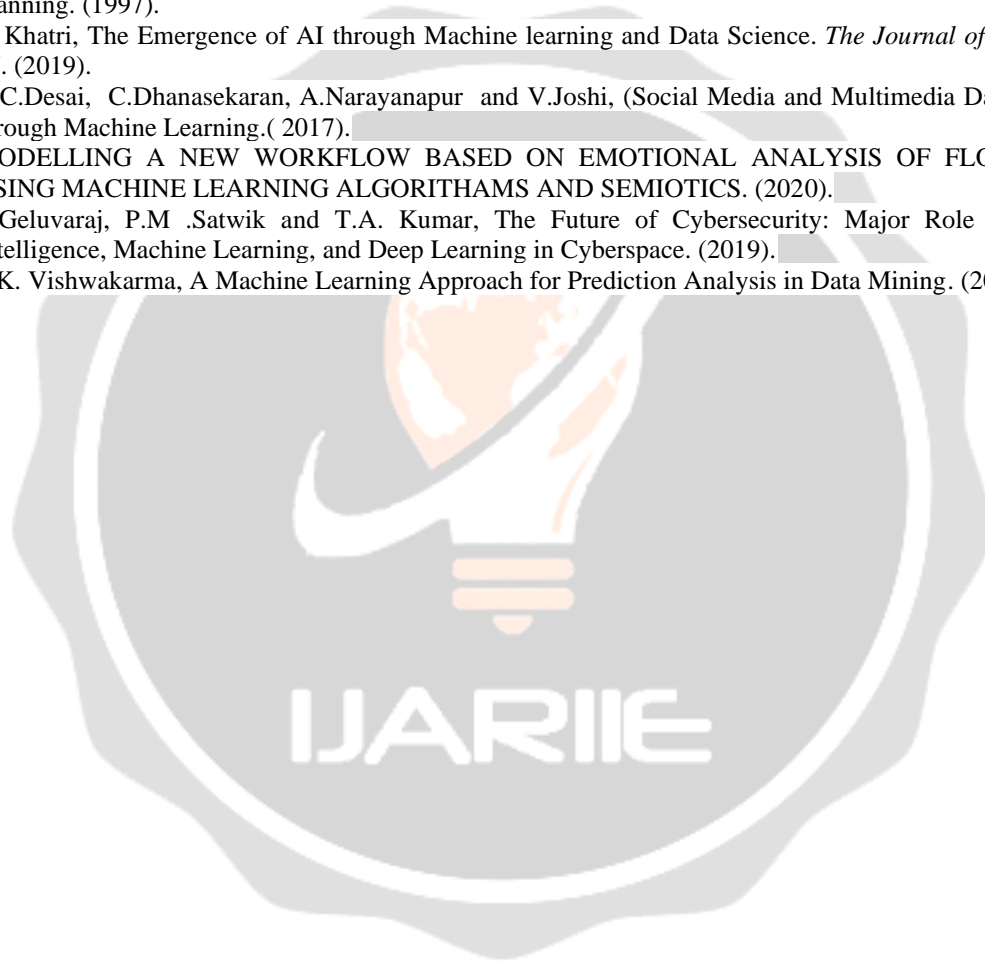 anning. (1997).
Khatri, The Emergence of AI through Machine learning and Data Science. The Journal of
. (2019).
C.Desai, C.Dhanasekaran, A.Narayanapur and V.Joshi, (Social Media and Multimedia Da
rough Machine Learning.( 2017).
ODELLING A NEW WORKFLOW BASED ON EMOTIONAL ANALYSIS OF FLO
SING MACHINE LEARNING ALGORITHAMS AND SEMIOTICS. (2020).
Geluvaraj, P.M .Satwik and T.A. Kumar, The Future of Cybersecurity: Major Role
telligence, Machine Learning, and Deep Learning in Cyberspace. (2019).
K. Vishwakarma, A Machine Learning Approach for Prediction Analysis in Data Mining. (20
IJARIIE